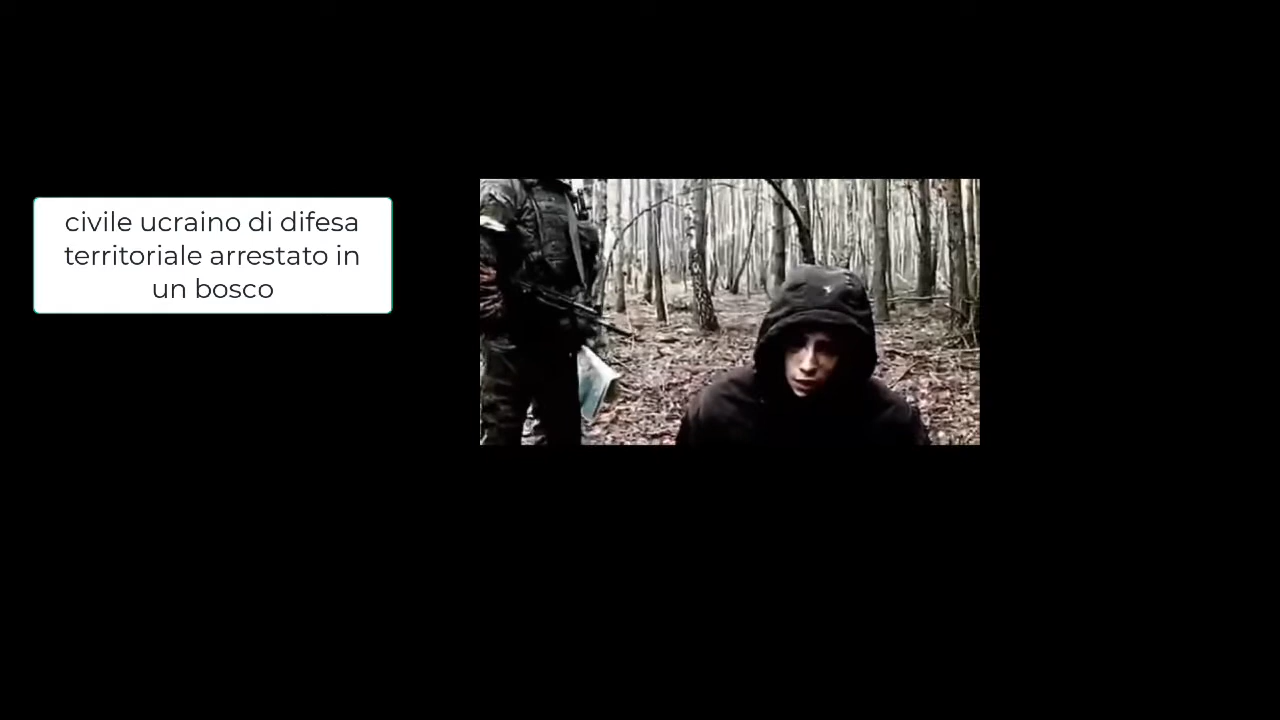 civile ucraino di difesa
territoriale arrestato in
un bosco